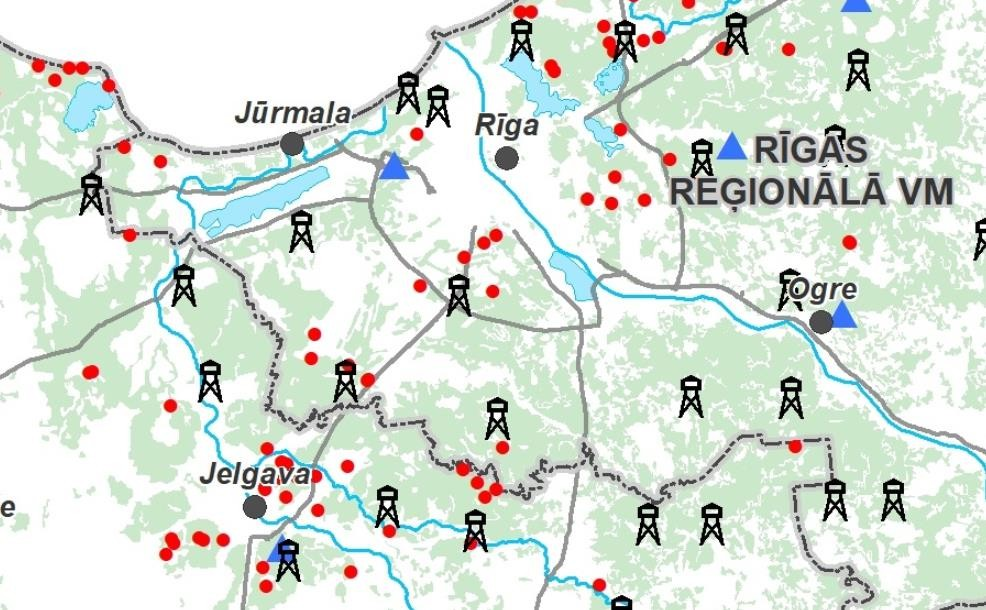 Jūrmala
Rīga
RĪGAS
REĢIONĀLĀ VM
Ogre
Jelgava
e